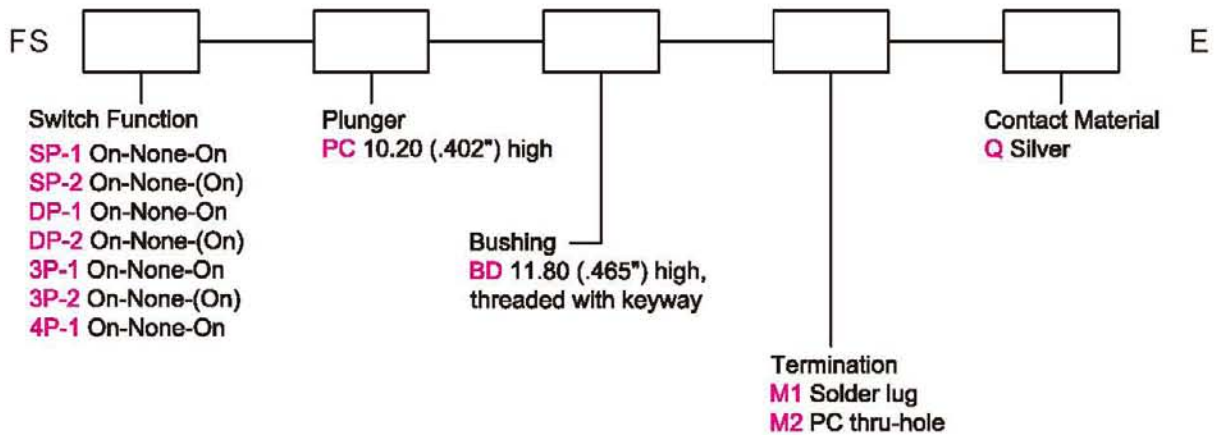 FS
E
Switch Function
SP-1 On-None-On
SP-2 On-None-(On)
DP-1 On-None-On
DP-2 On-None-(On)
3P-1 On-None-On
3P-2 On-None-(On)
4P-1 On-None-On
Plunger
PC 10.20 (.402") high
Bushing
BD 11.80 (.465") high,
threaded with keyway
Termination
M1 Solder lug
M2 PC thru-hole
Contact Material
Q Silver